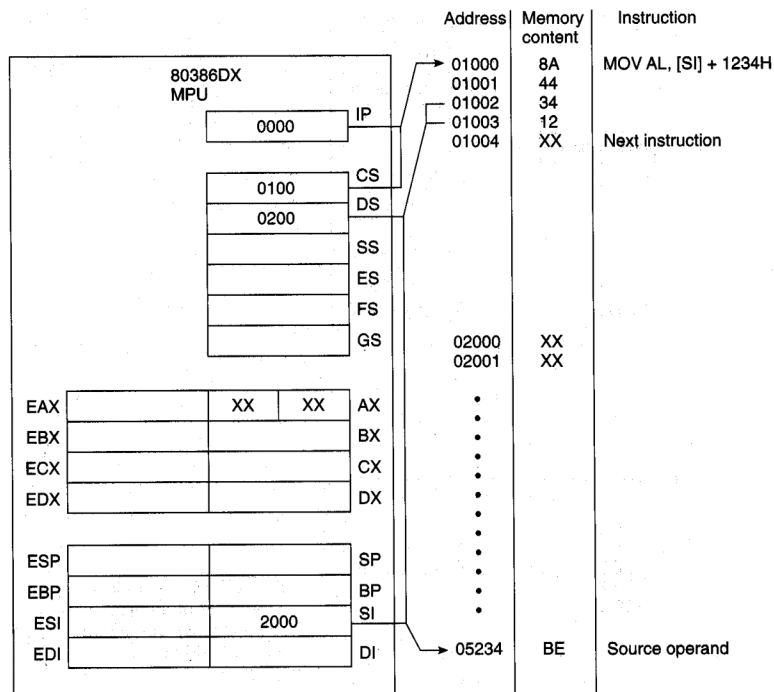 Address Memory content Instruction
80386DX
MPU
01000 8A MOV AL, [SI] + 1234H
01001 44
01002 34
01003 12
01004 XX Next instruction
0000 IP
0100 CS
0200 DS
SS
ES
FS
GS
02000 XX
02001 XX
EAX XX XX AX
EBX BX
ECX CX
EDX DX
ESP SP
EBP BP
ESI 2000 SI
EDI DI
05234 BE Source operand